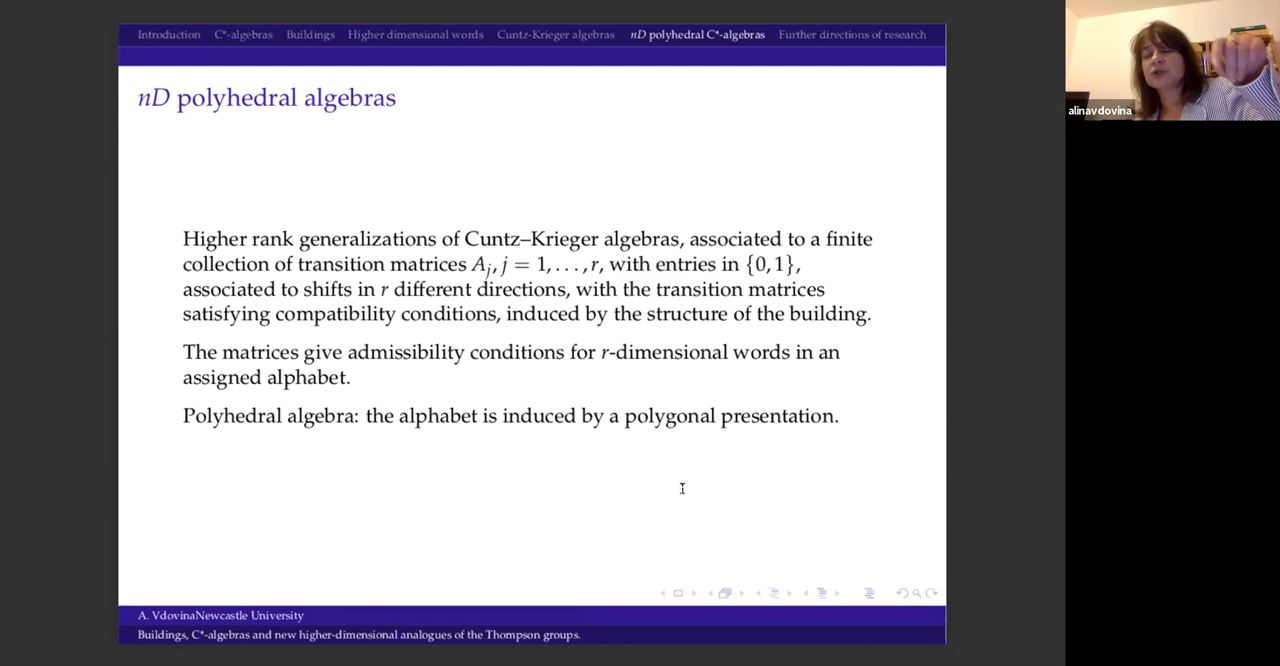 Introduction C*-algebras Buildings Higher dimensional words Cuntz-Krieger algebras nD polyhedral C*-algebras Further directions of research
nD polyhedral algebras
Higher rank generalizations of Cuntz–Krieger algebras, associated to a finite
collection of transition matrices Aj, j = 1, . . . , r, with entries in {0, 1},
associated to shifts in r different directions, with the transition matrices
satisfying compatibility conditions, induced by the structure of the building.
The matrices give admissibility conditions for r-dimensional words in an
assigned alphabet.
Polyhedral algebra: the alphabet is induced by a polygonal presentation.
A. VdovinaNewcastle University
Buildings, C*-algebras and new higher-dimensional analogues of the Thompson groups.
alinavdovina